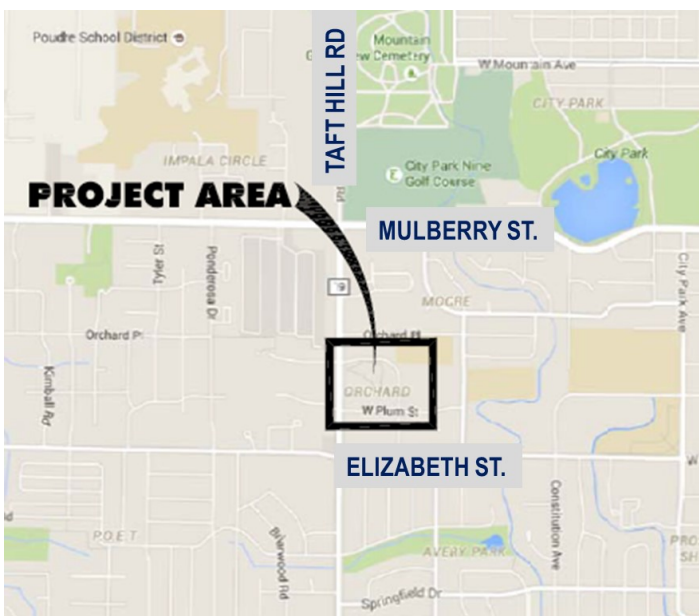 Poudre School District
TAFT HILL RD
Mountain
Cemetery
W Mountain Ave
CITY PARK
IMPALA CIRCLE
City Park Nine
Golf Course
City Park
PROJECT AREA
MULBERRY ST.
Tyler St
Ponderosa Dr
City Park Ave
MOORE
Orchard Pl
Orchard Pl
ORCHARD
W Plum St
Kimball Rd
ELIZABETH ST.
W
Constitution Ave
POET
Briarwood Rd
AVERY PARK
PRO
SH
Springfield Dr